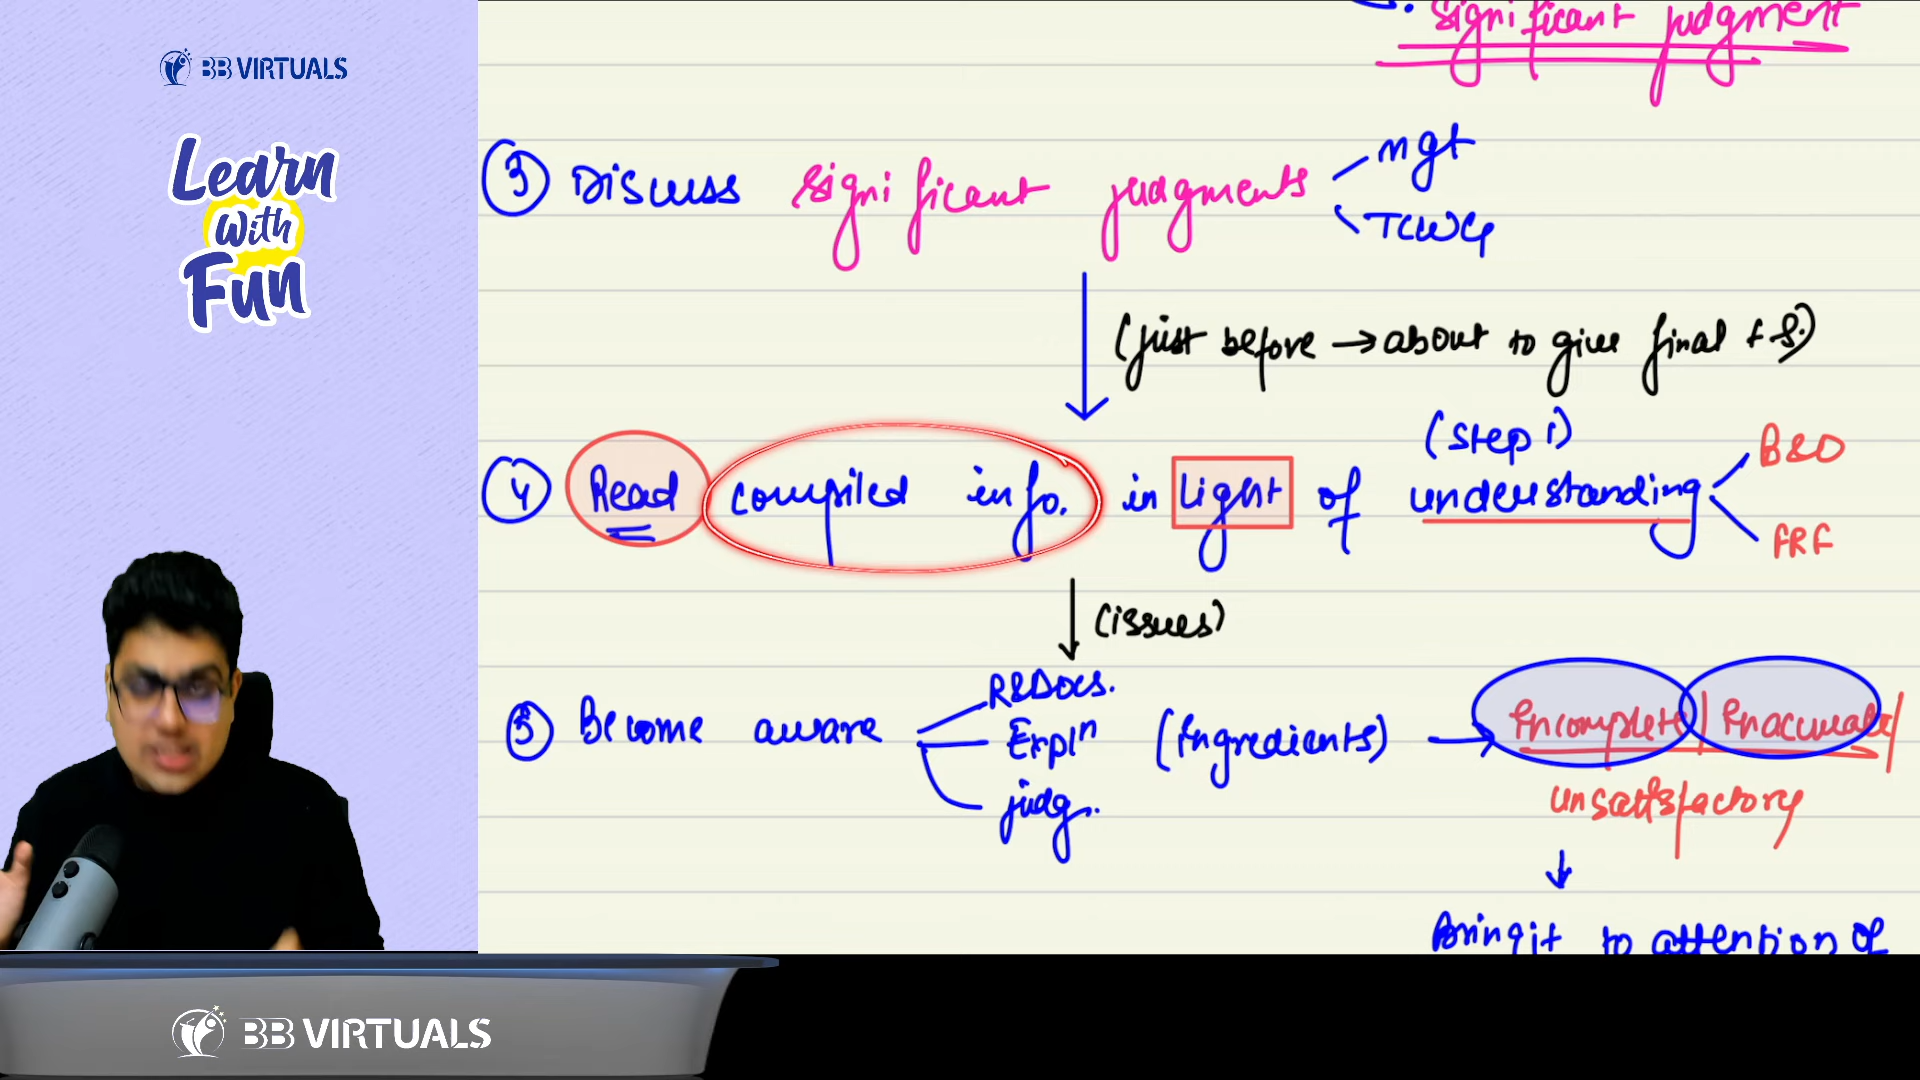 BB VIRTUALS
Learn
With
Fun
significant judgment
③ Discuss significant judgments
mgt
TCWG
(just before → about to give final F.S.)
(step 1)
④ Read compiled info. in light of understanding
B&D
FRF
(issues)
⑤ Become aware
R&Docs.
Explⁿ
judg.
(Ingredients) → Incomplete / Inaccurate /
unsatisfactory
Bring it to attention of
BB VIRTUALS